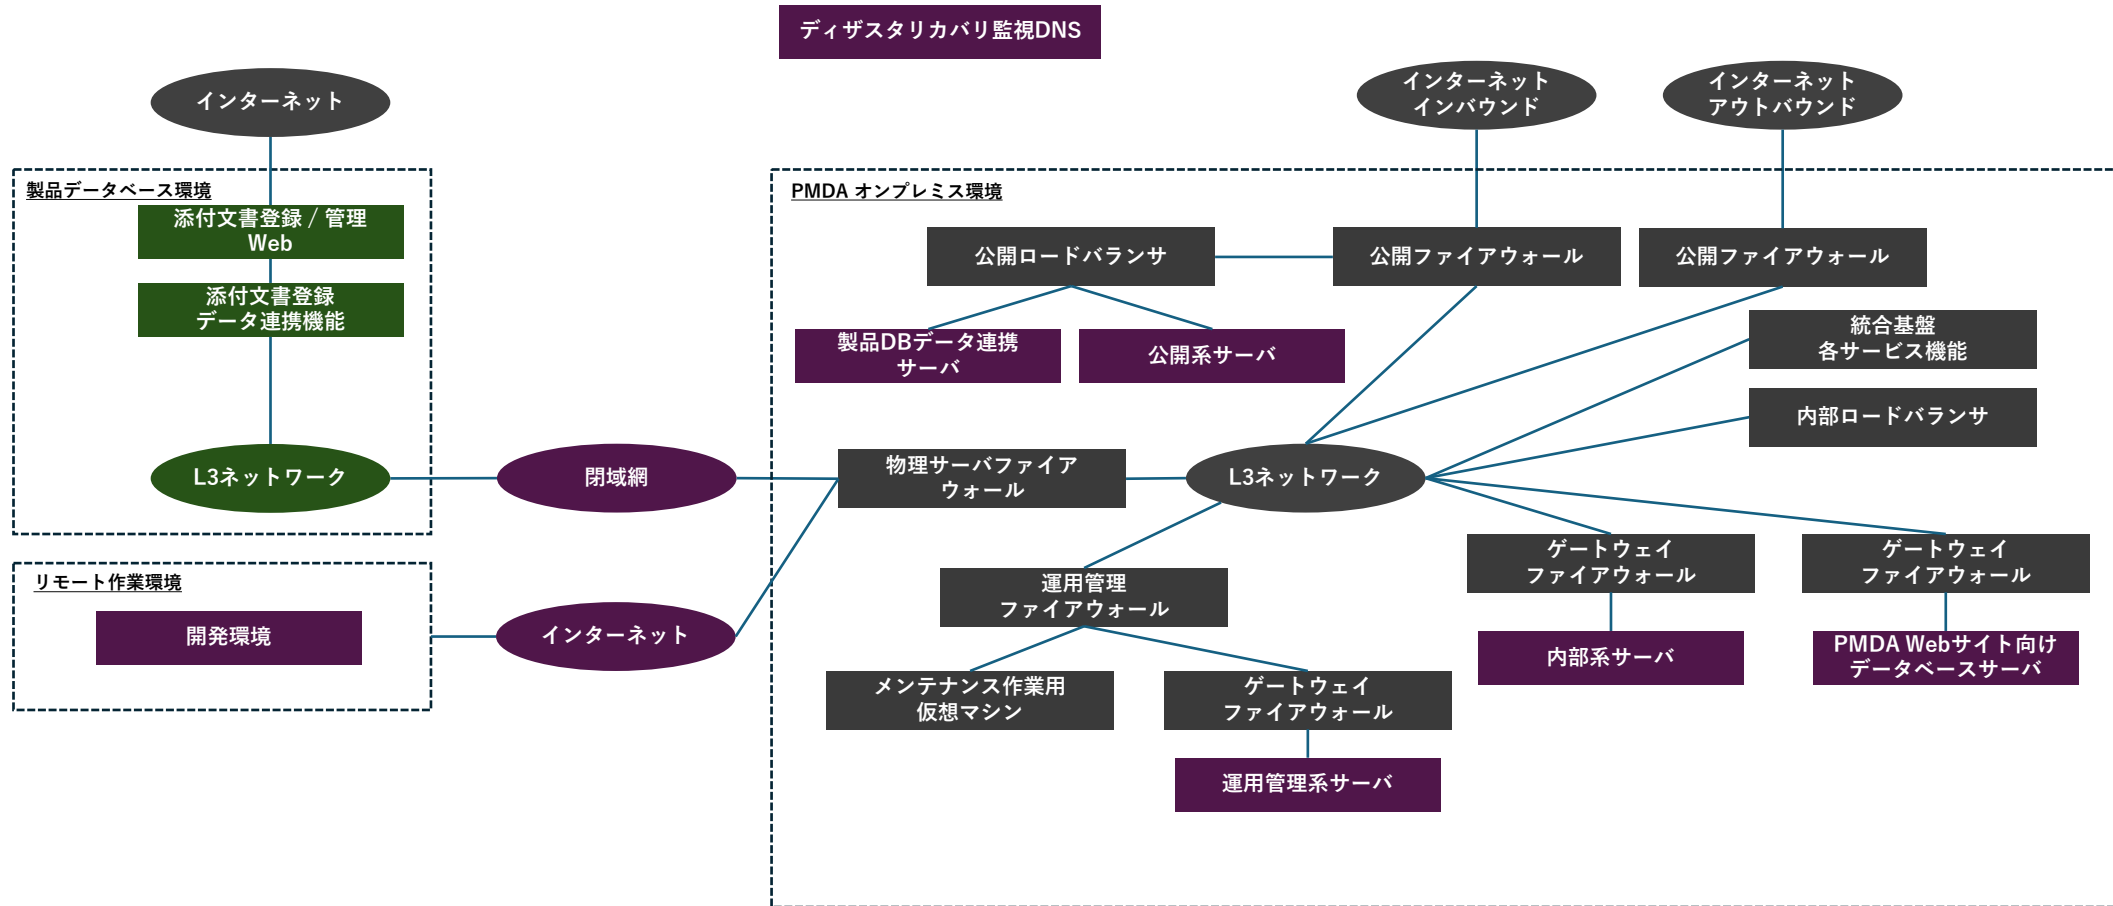 ディザスタリカバリ監視DNS
インターネット
インターネット
インバウンド
インターネット
アウトバウンド
製品データベース環境
添付文書登録 / 管理
Web
添付文書登録
データ連携機能
L3ネットワーク
閉域網
リモート作業環境
開発環境
インターネット
PMDA オンプレミス環境
公開ロードバランサ
公開ファイアウォール
公開ファイアウォール
製品DBデータ連携
サーバ
公開系サーバ
統合基盤
各サービス機能
内部ロードバランサ
物理サーバファイア
ウォール
L3ネットワーク
運用管理
ファイアウォール
ゲートウェイ
ファイアウォール
ゲートウェイ
ファイアウォール
メンテナンス作業用
仮想マシン
ゲートウェイ
ファイアウォール
内部系サーバ
PMDA Webサイト向け
データベースサーバ
運用管理系サーバ